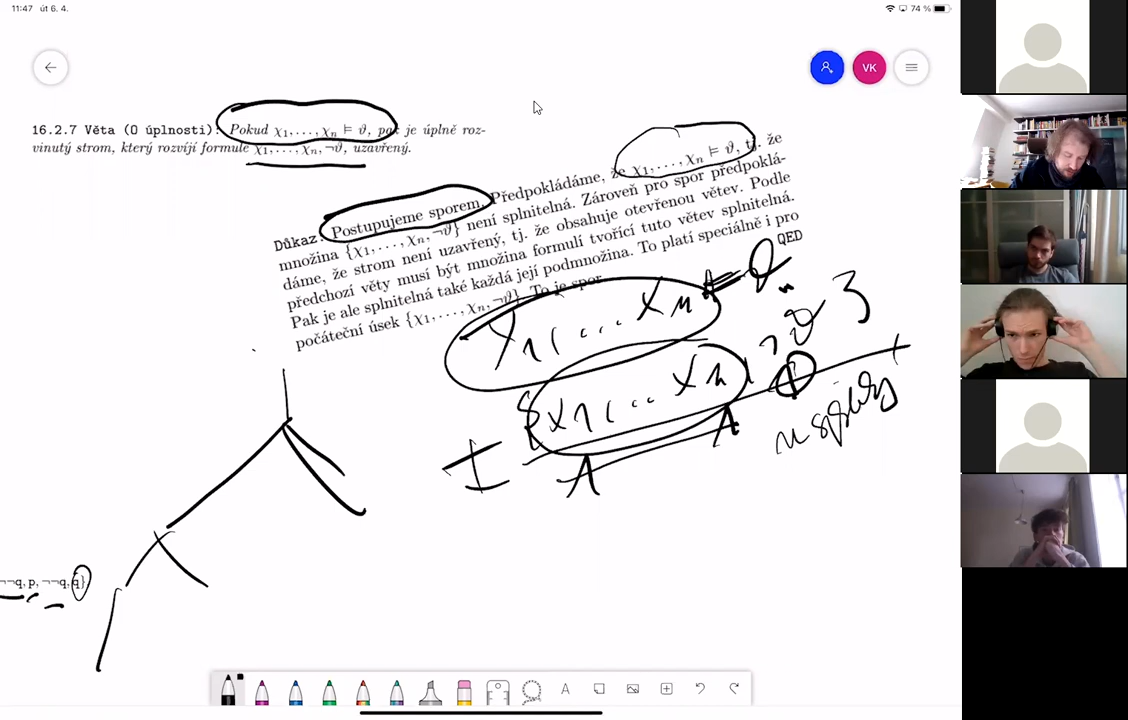 11:47 út 6. 4.
74 %
VK
16.2.7 Věta (O úplnosti). Pokud χ1, . . . , χn ⊨ ϑ, pak je úplně roz-
vinutý strom, který rozvíjí formule χ1, . . . , χn, ¬ϑ, uzavřený.
Důkaz: Postupujeme sporem. Předpokládáme, že χ1, . . . , χn ⊨ ϑ, tj. že
množina {χ1, . . . , χn, ¬ϑ} není splnitelná. Zároveň pro spor předpoklá-
dáme, že strom není uzavřený, tj. že obsahuje otevřenou větev. Podle
předchozí věty musí být množina formulí tvořící tuto větev splnitelná.
Pak je ale splnitelná také každá její podmnožina. To platí speciálně i pro
počáteční úsek {χ1, . . . , χn, ¬ϑ}. To je spor.
QED
χ1, . . . χn ⊨ ϑ
{χ1, . . . χn, ¬ϑ}
I
1 1
¬¬q, p, ¬¬q, q}